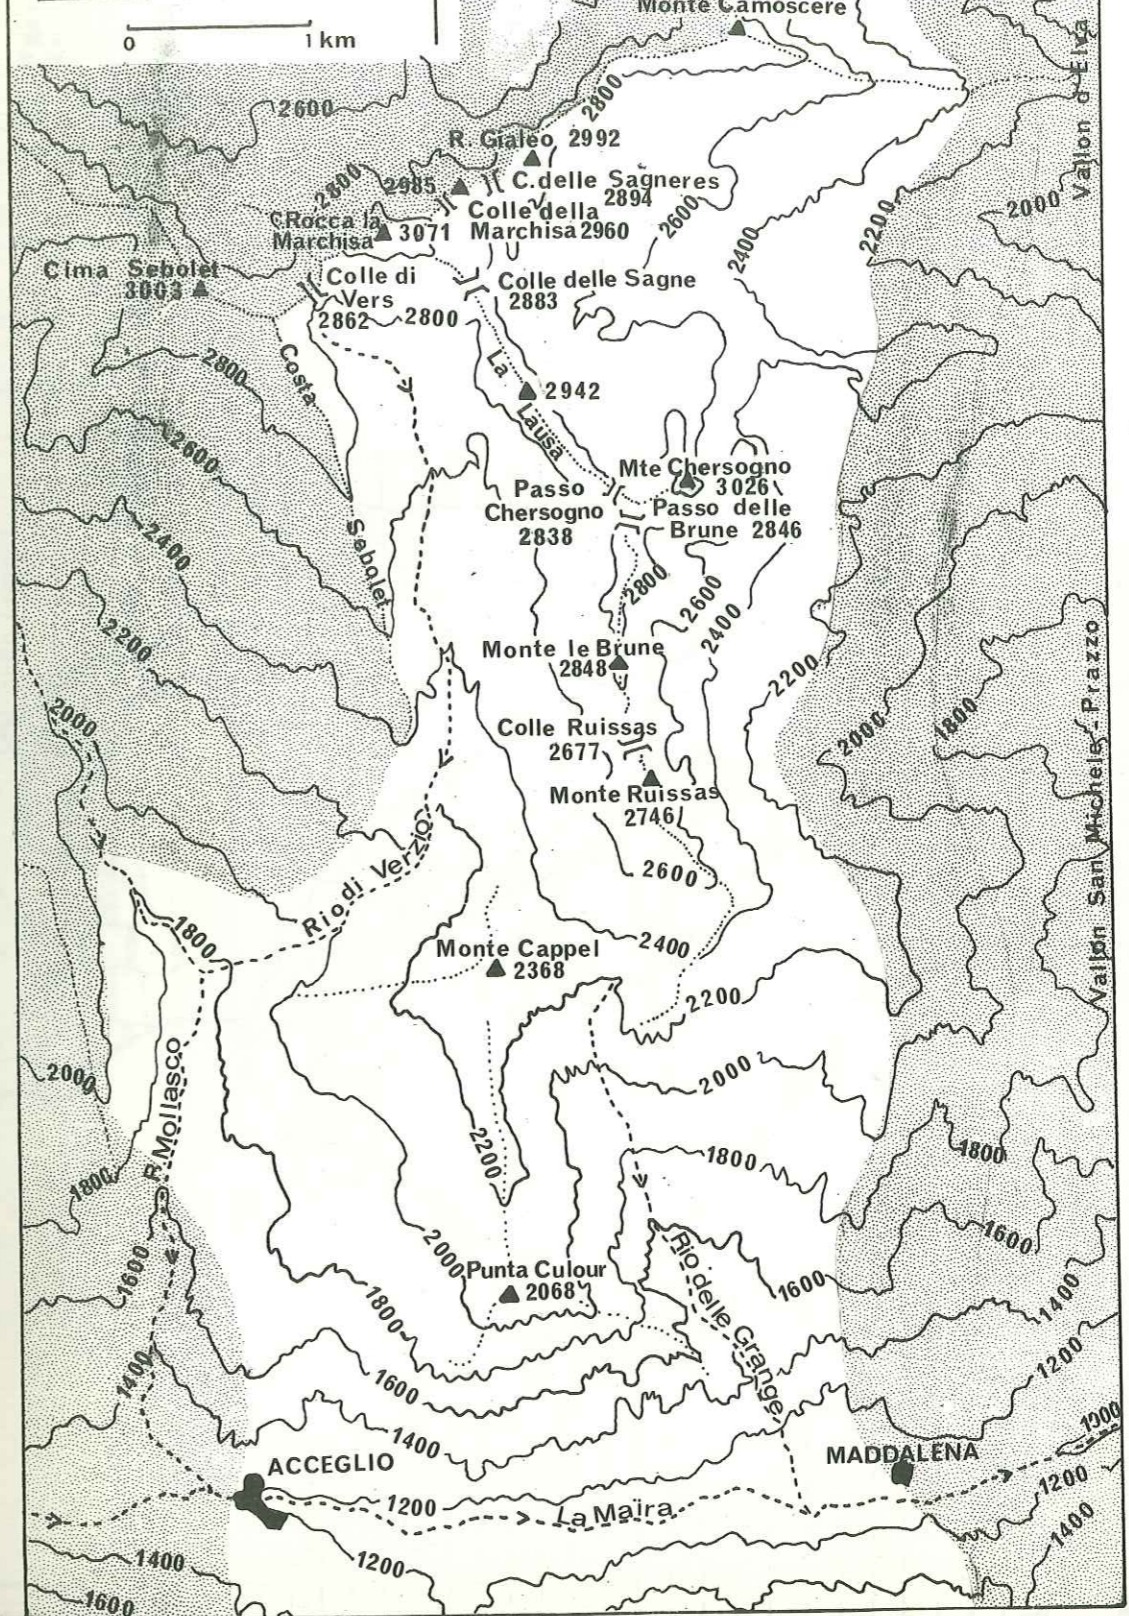 Monte Camoscere
0 1 km
2600
2800
R. Gialeo 2992
2800
2985
C. delle Sagneres
2894
2600
C.Rocca la
Marchisa
3071
Colle della
Marchisa 2960
2400
2200
2000
Vallon d'Elva
Cima Sebolet
3003
Colle di
Vers
2862
2800
Colle delle Sagne
2883
2800
Costa
Sebolet
La
Lausa
2942
2600
Mte Chersogno
3026
Passo
Chersogno
2838
Passo delle
Brune 2846
2400
2800
2600
2400
2200
Monte le Brune
2848
2200
2000
2000
1800
Vallon San Michele-Prazzo
Colle Ruissas
2677
Monte Ruissas
2746
2600
Rio di Verzio
1800
2400
Monte Cappel
2368
2200
2000
R. Mollasco
2000
2200
1800
1800
1800
2000
1600
1600
Punta Culour
2068
1800
Rio delle Grange
1600
1400
1400
1600
1200
1400
1000
MADDALENA
ACCEGLIO
1200
1200
La Maira
1400
1400
1200
1600